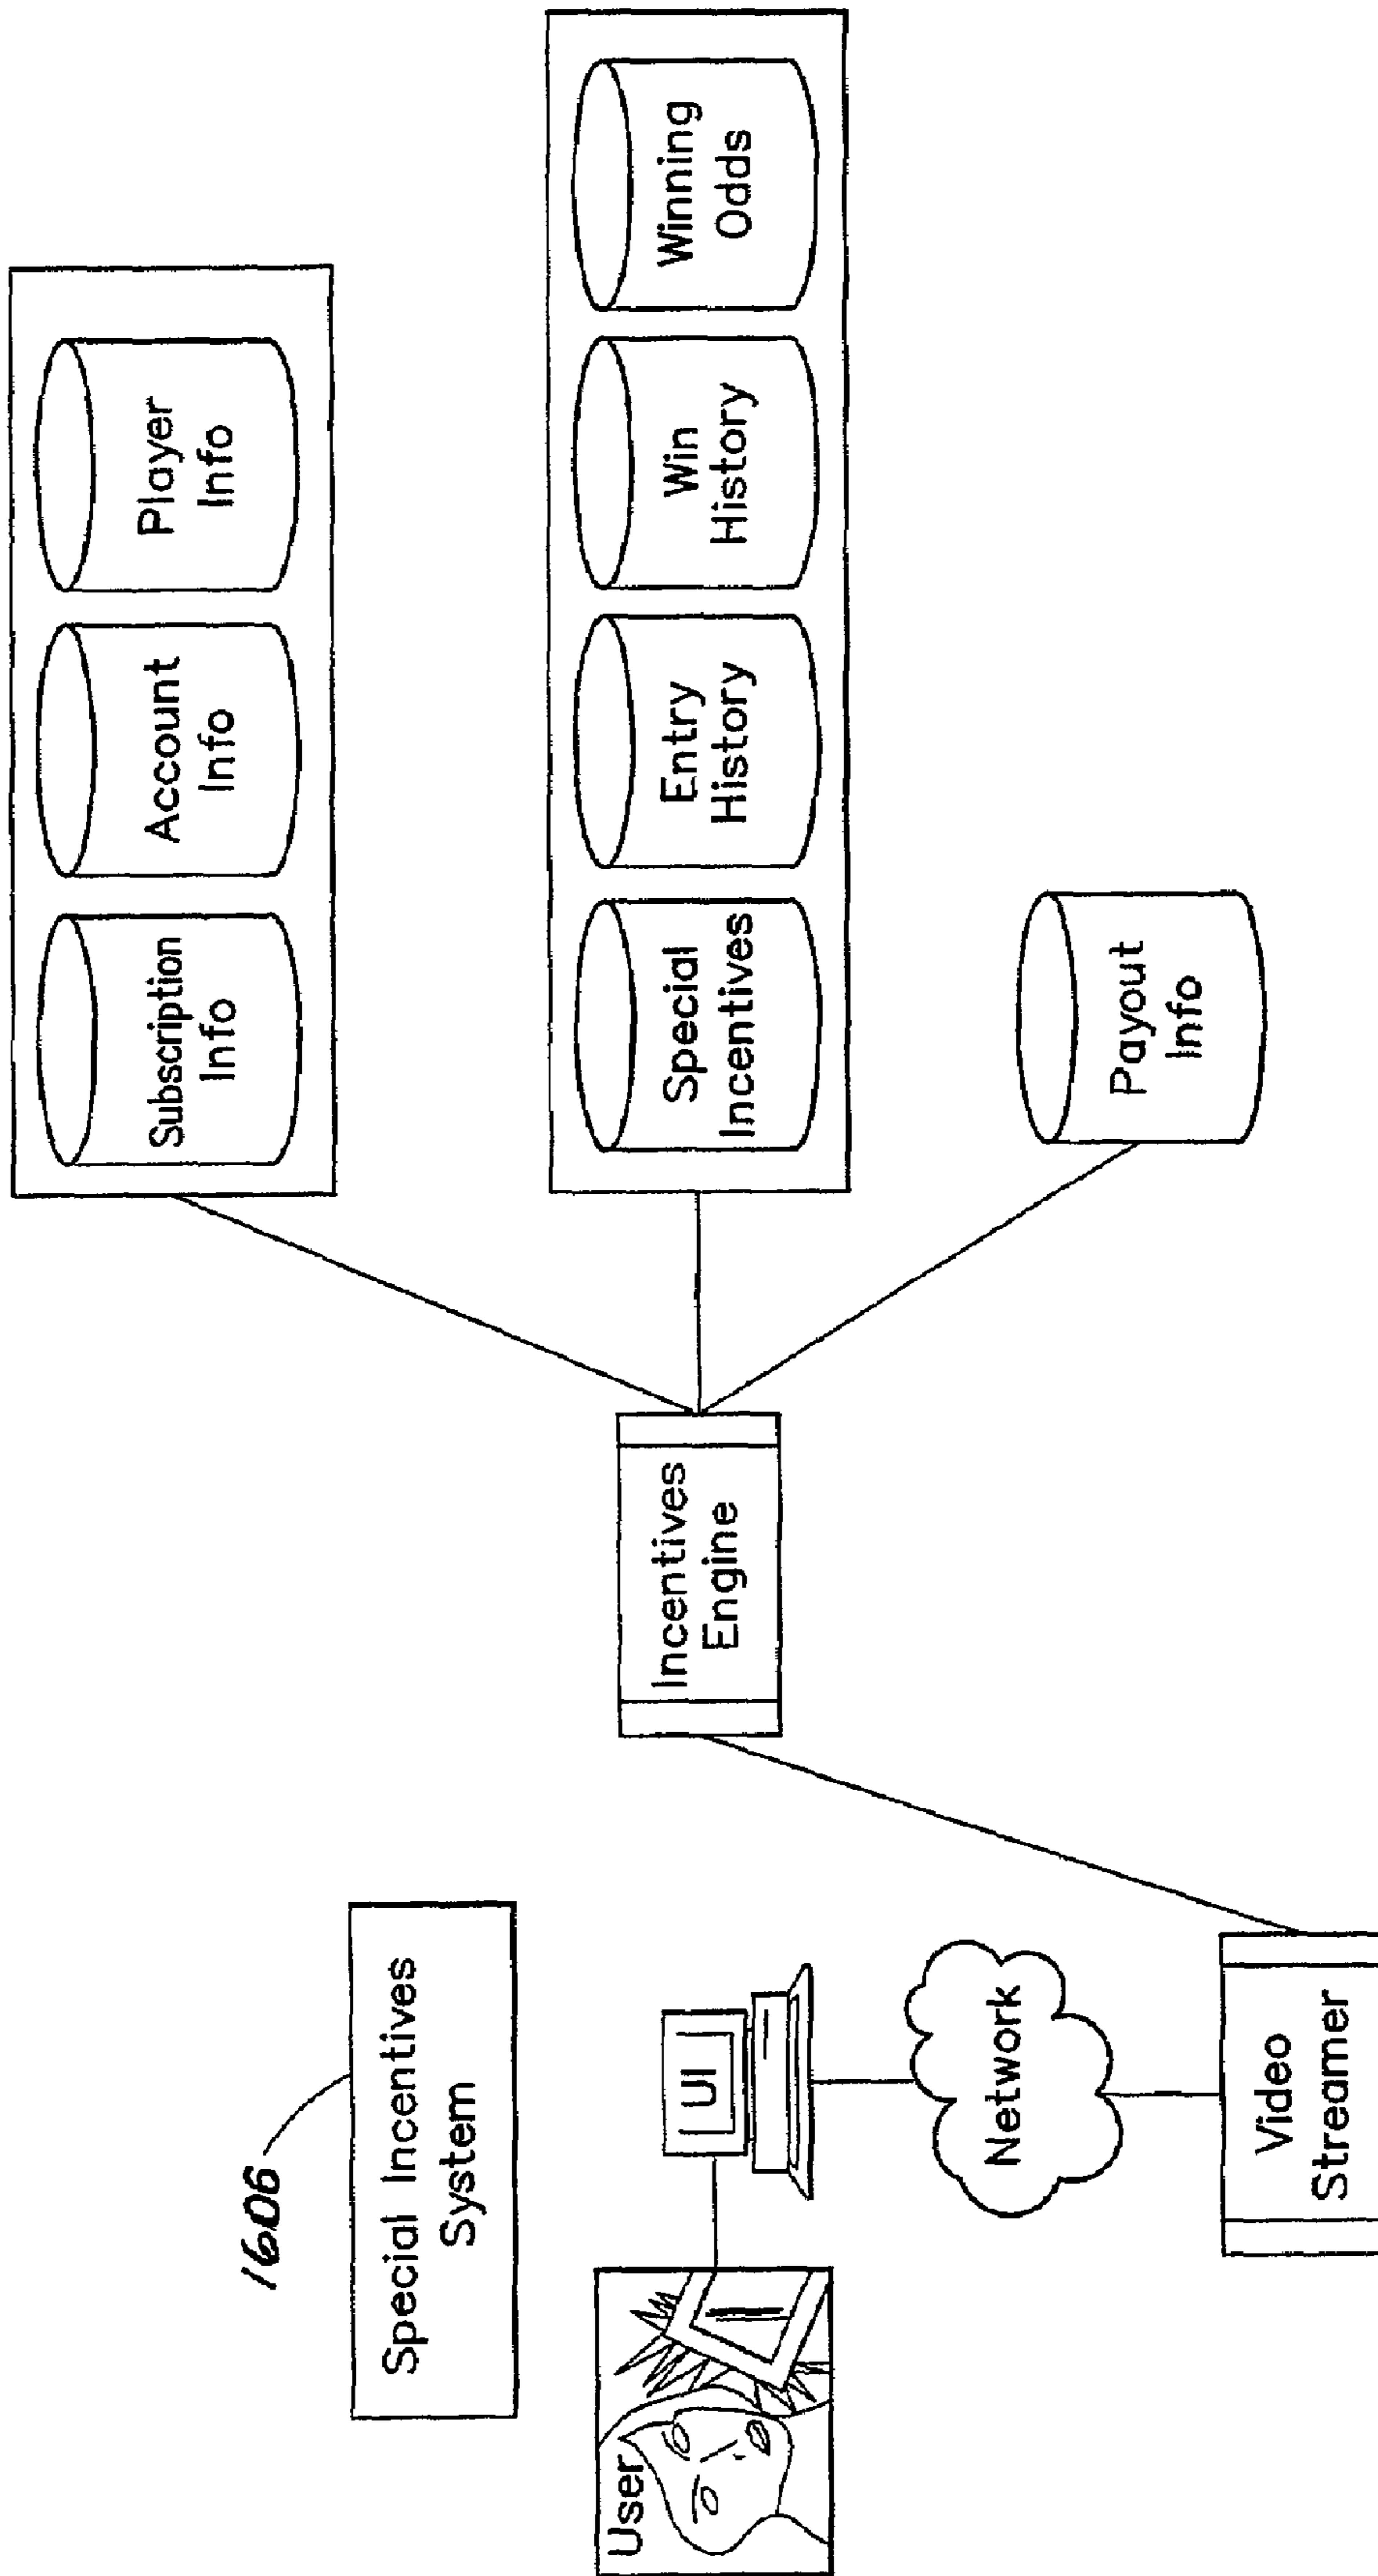 1606
Special Incentives
System
User
UI
Network
Video
Streamer
Incentives
Engine
Subscription
Info
Account
Info
Player
Info
Special
Incentives
Entry
History
Win
History
Winning
Odds
Payout
Info